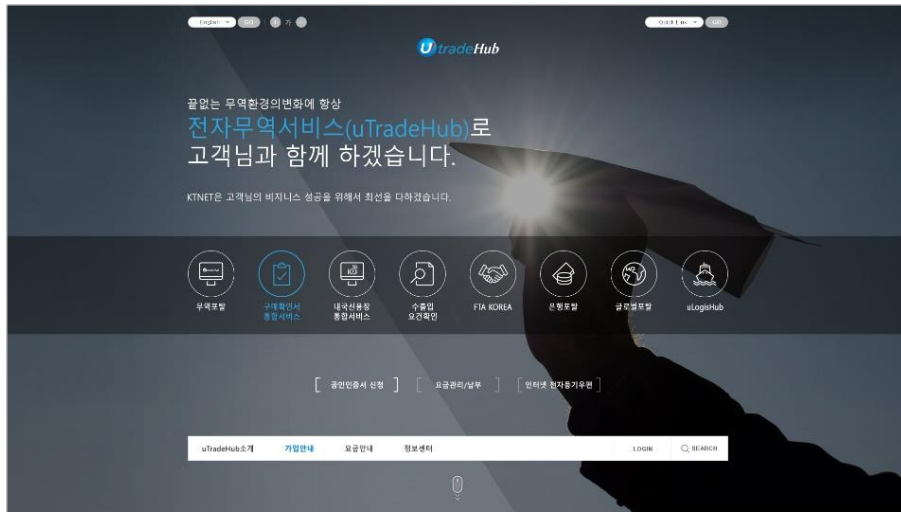 English
GO
가
Quick Link
GO
UtradeHub
끝없는 무역환경의변화에 항상
전자무역서비스(uTradeHub)로
고객님과 함께 하겠습니다.
KTNET은 고객님의 비지니스 성공을 위해서 최선을 다하겠습니다.
무역포탈
구매확인서
통합서비스
내국신용장
통합서비스
수출입
요건확인
FTA KOREA
은행포탈
글로벌포탈
uLogisHub
공인인증서 신청
요금관리/납부
인터넷 전자등기우편
uTradeHub소개
가입안내
요금안내
정보센터
LOGIN
SEARCH